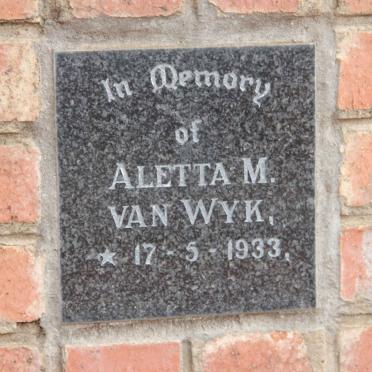 In Memory
of
ALETTA M.
VAN WYK,
* 17 - 5 - 1933,